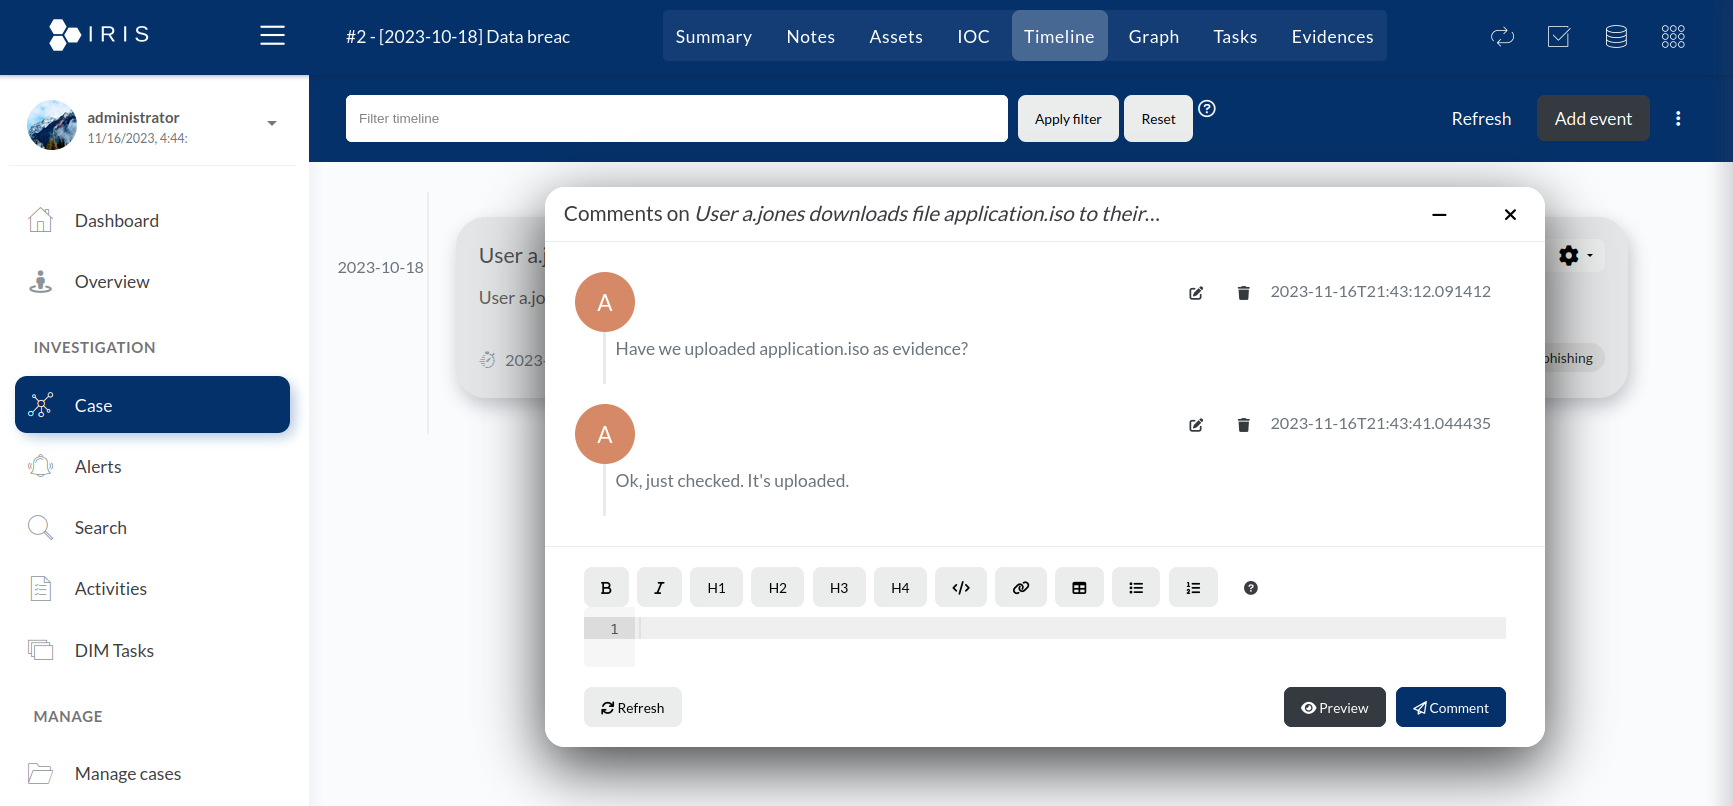 IRIS
#2 - [2023-10-18] Data breac
Summary Notes Assets IOC Timeline Graph Tasks Evidences
administrator
11/16/2023, 4:44:
Filter timeline
Apply filter
Reset
Refresh
Add event
Dashboard
Overview
INVESTIGATION
Case
Alerts
Search
Activities
DIM Tasks
MANAGE
Manage cases
2023-10-18
User a.j
User a.jo
2023-
phishing
Comments on User a.jones downloads file application.iso to their...
A
2023-11-16T21:43:12.091412
Have we uploaded application.iso as evidence?
A
2023-11-16T21:43:41.044435
Ok, just checked. It's uploaded.
B I H1 H2 H3 H4
1
Refresh
Preview
Comment